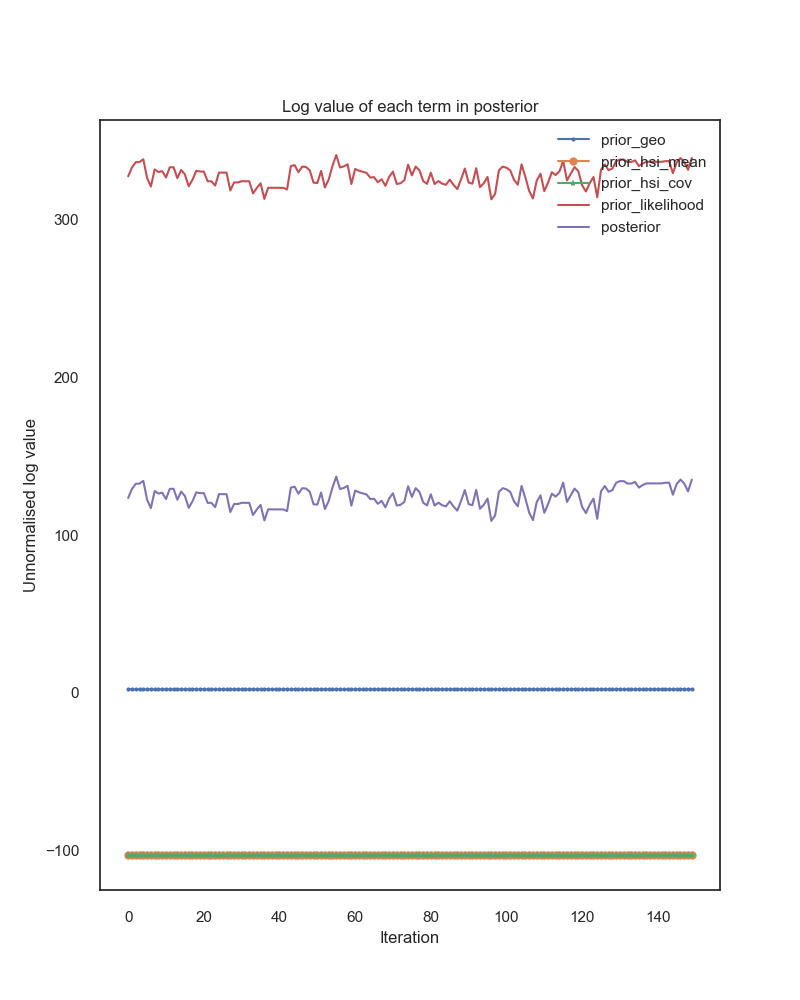 Log value of each term in posterior
prior_geo
prior_hsi_mean
prior_hsi_cov
prior_likelihood
posterior
300
200
100
0
−100
Unnormalised log value
0 20 40 60 80 100 120 140
Iteration